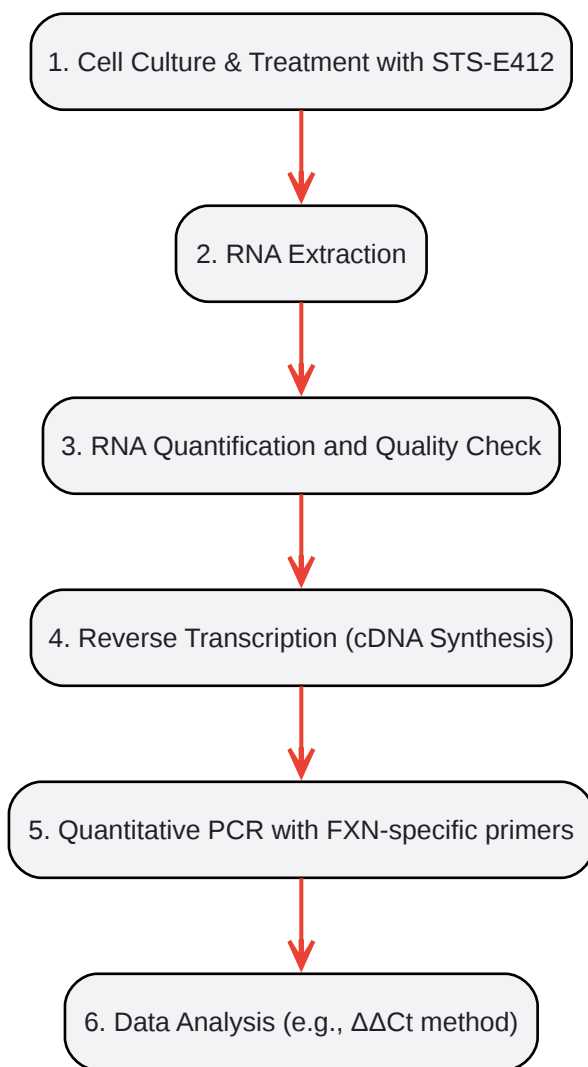 1. Cell Culture & Treatment with STS-E412
2. RNA Extraction
3. RNA Quantification and Quality Check
4. Reverse Transcription (cDNA Synthesis)
5. Quantitative PCR with FXN-specific primers
6. Data Analysis (e.g., ΔΔCt method)